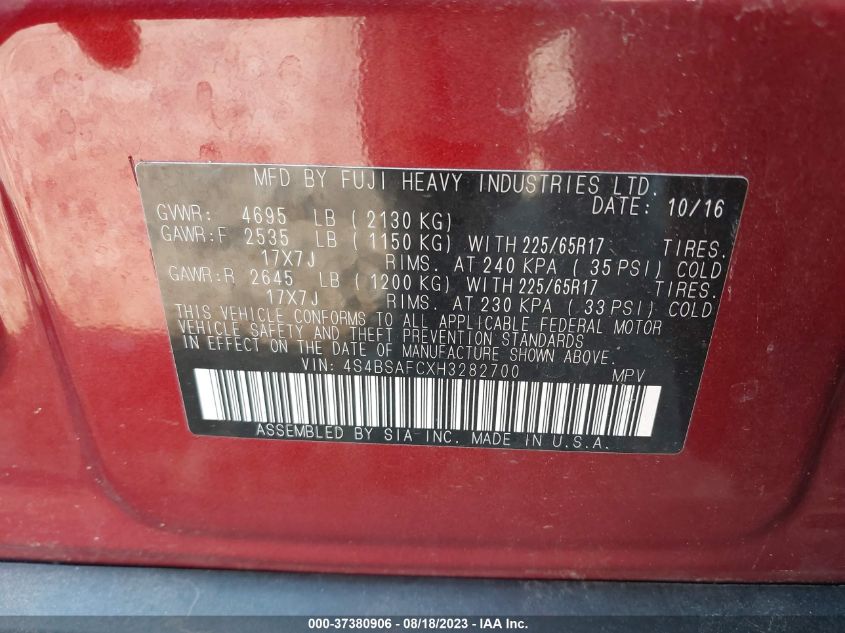 MFD BY FUJI HEAVY INDUSTRIES LTD.
DATE: 10/16
GVWR: 4695 LB (2130 KG)
GAWR:F 2535 LB (1150 KG) WITH 225/65R17 TIRES.
17X7J RIMS. AT 240 KPA ( 35 PSI) COLD
GAWR:R 2645 LB (1200 KG) WITH 225/65R17 TIRES.
17X7J RIMS. AT 230 KPA ( 33 PSI) COLD
THIS VEHICLE CONFORMS TO ALL APPLICABLE FEDERAL MOTOR
VEHICLE SAFETY AND THEFT PREVENTION STANDARDS
IN EFFECT ON THE DATE OF MANUFACTURE SHOWN ABOVE.
VIN: 4S4BSAFCXH3282700 MPV
ASSEMBLED BY SIA-INC. MADE IN U.S.A.
000-37380906 - 08/18/2023 - COPYRIGHT IAA, LLC.